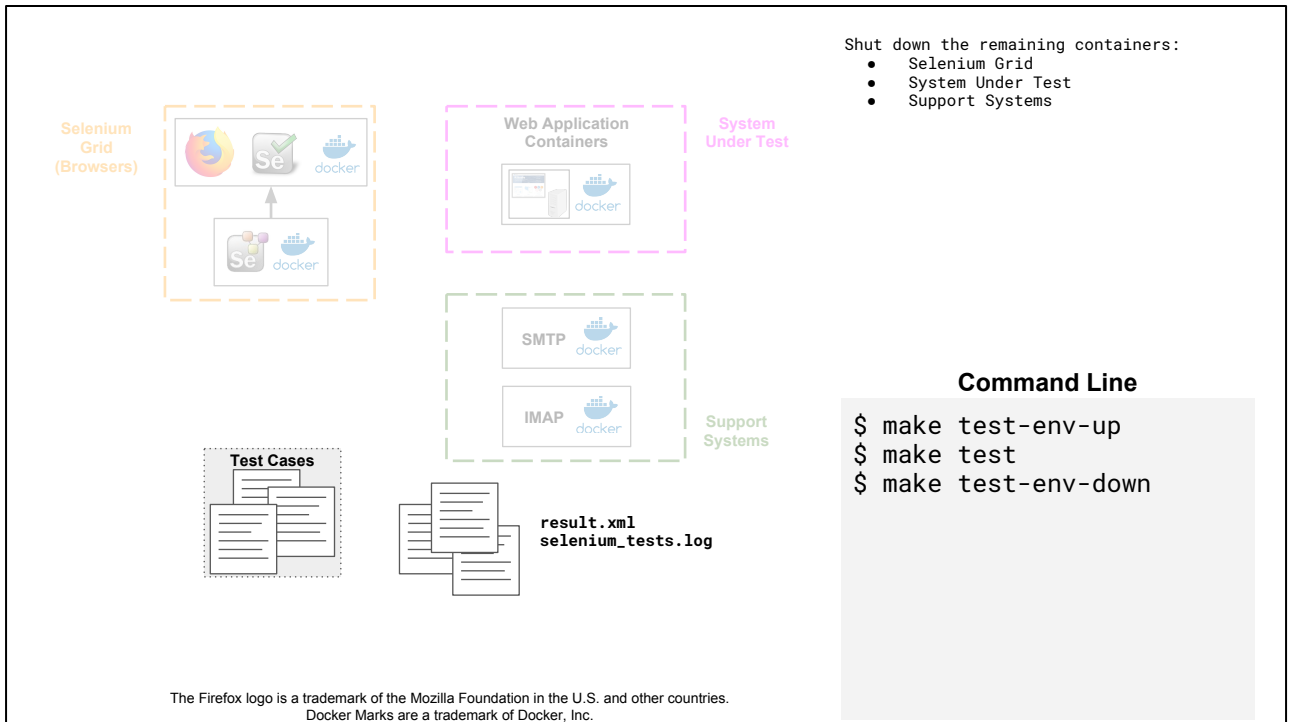 Shut down the remaining containers:
● Selenium Grid
● System Under Test
● Support Systems
Selenium
Grid
(Browsers)
Se
docker
Se
docker
Web Application
Containers
docker
System
Under Test
SMTP
docker
IMAP
docker
Support
Systems
Test Cases
result.xml
selenium_tests.log
Command Line
$ make test-env-up
$ make test
$ make test-env-down
The Firefox logo is a trademark of the Mozilla Foundation in the U.S. and other countries.
Docker Marks are a trademark of Docker, Inc.